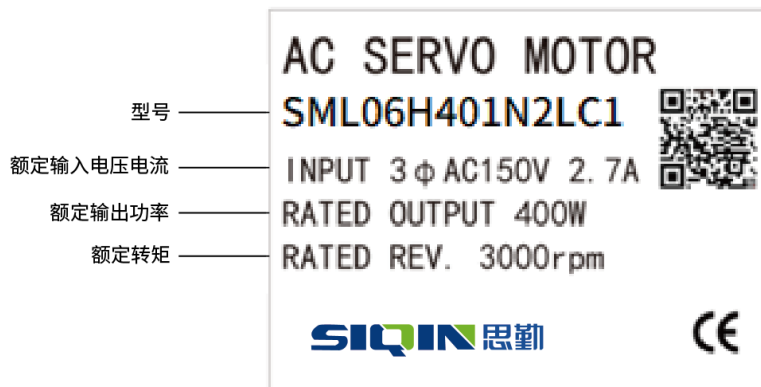 AC SERVO MOTOR
型号 SML06H401N2LC1
额定输入电压电流 INPUT 3φAC150V 2.7A
额定输出功率 RATED OUTPUT 400W
额定转矩 RATED REV. 3000rpm
SIQIN 思勤 CE